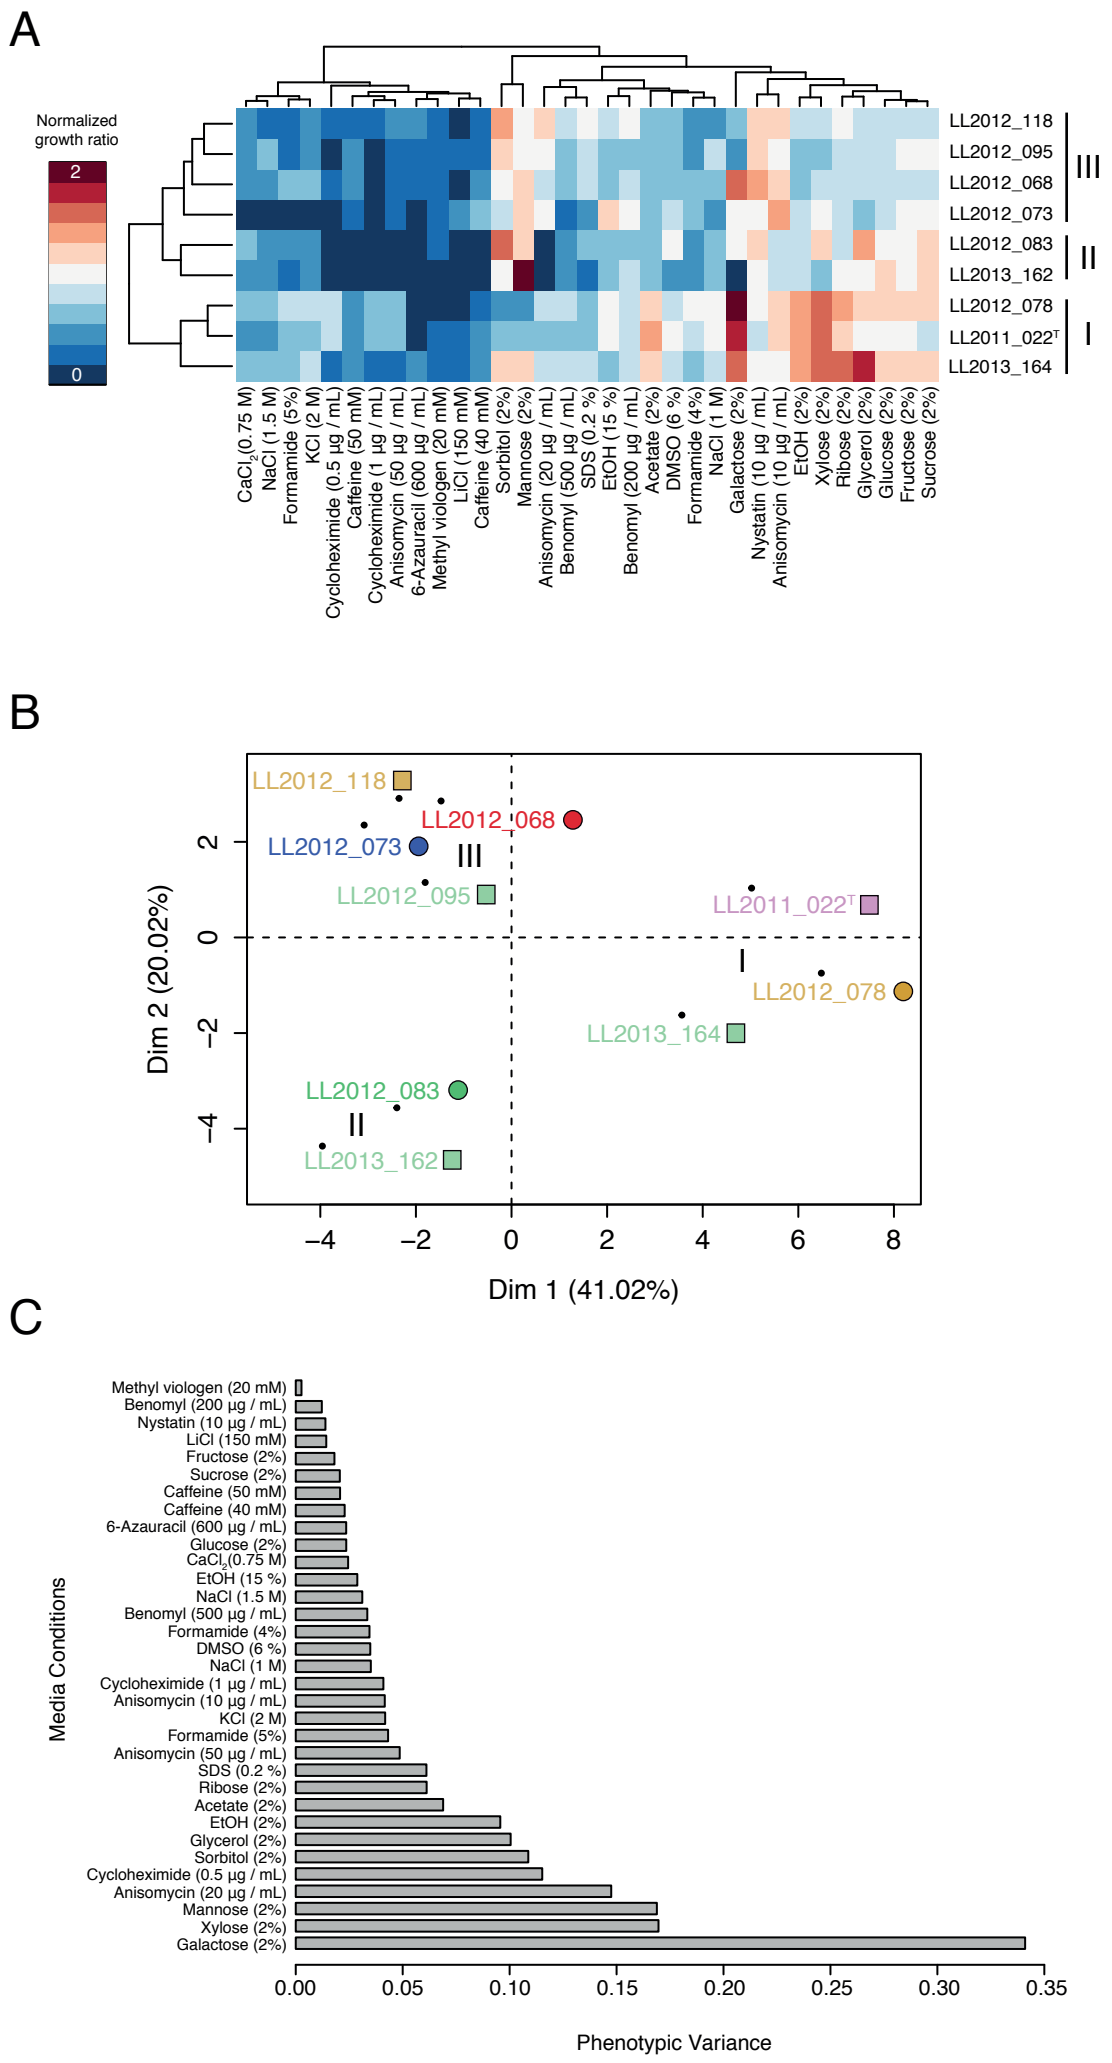 A
Normalized
growth ratio
2
0
LL2012_118
LL2012_095
LL2012_068
LL2012_073
LL2012_083
LL2013_162
LL2012_078
LL2011_022ᵀ
LL2013_164
III
II
I
CaCl₂(0.75 M)
NaCl (1.5 M)
Formamide (5%)
KCl (2 M)
Cycloheximide (0.5 µg / mL)
Caffeine (50 mM)
Cycloheximide (1 µg / mL)
Anisomycin (50 µg / mL)
6-Azauracil (600 µg / mL)
Methyl viologen (20 mM)
LiCl (150 mM)
Caffeine (40 mM)
Sorbitol (2%)
Mannose (2%)
Anisomycin (20 µg / mL)
Benomyl (500 µg / mL)
SDS (0.2 %)
EtOH (15 %)
Benomyl (200 µg / mL)
Acetate (2%)
DMSO (6 %)
Formamide (4%)
NaCl (1 M)
Galactose (2%)
Nystatin (10 µg / mL)
Anisomycin (10 µg / mL)
EtOH (2%)
Xylose (2%)
Ribose (2%)
Glycerol (2%)
Glucose (2%)
Fructose (2%)
Sucrose (2%)
B
LL2012_118
LL2012_068
LL2012_073
III
LL2012_095
LL2011_022ᵀ
I
LL2012_078
LL2013_164
LL2012_083
II
LL2013_162
2
0
−2
−4
Dim 2 (20.02%)
−4
−2
0
2
4
6
8
Dim 1 (41.02%)
C
Media Conditions
Methyl viologen (20 mM)
Benomyl (200 µg / mL)
Nystatin (10 µg / mL)
LiCl (150 mM)
Fructose (2%)
Sucrose (2%)
Caffeine (50 mM)
Caffeine (40 mM)
6-Azauracil (600 µg / mL)
Glucose (2%)
CaCl₂(0.75 M)
EtOH (15 %)
NaCl (1.5 M)
Benomyl (500 µg / mL)
Formamide (4%)
DMSO (6 %)
NaCl (1 M)
Cycloheximide (1 µg / mL)
Anisomycin (10 µg / mL)
KCl (2 M)
Formamide (5%)
Anisomycin (50 µg / mL)
SDS (0.2 %)
Ribose (2%)
Acetate (2%)
EtOH (2%)
Glycerol (2%)
Sorbitol (2%)
Cycloheximide (0.5 µg / mL)
Anisomycin (20 µg / mL)
Mannose (2%)
Xylose (2%)
Galactose (2%)
0.00
0.05
0.10
0.15
0.20
0.25
0.30
0.35
Phenotypic Variance